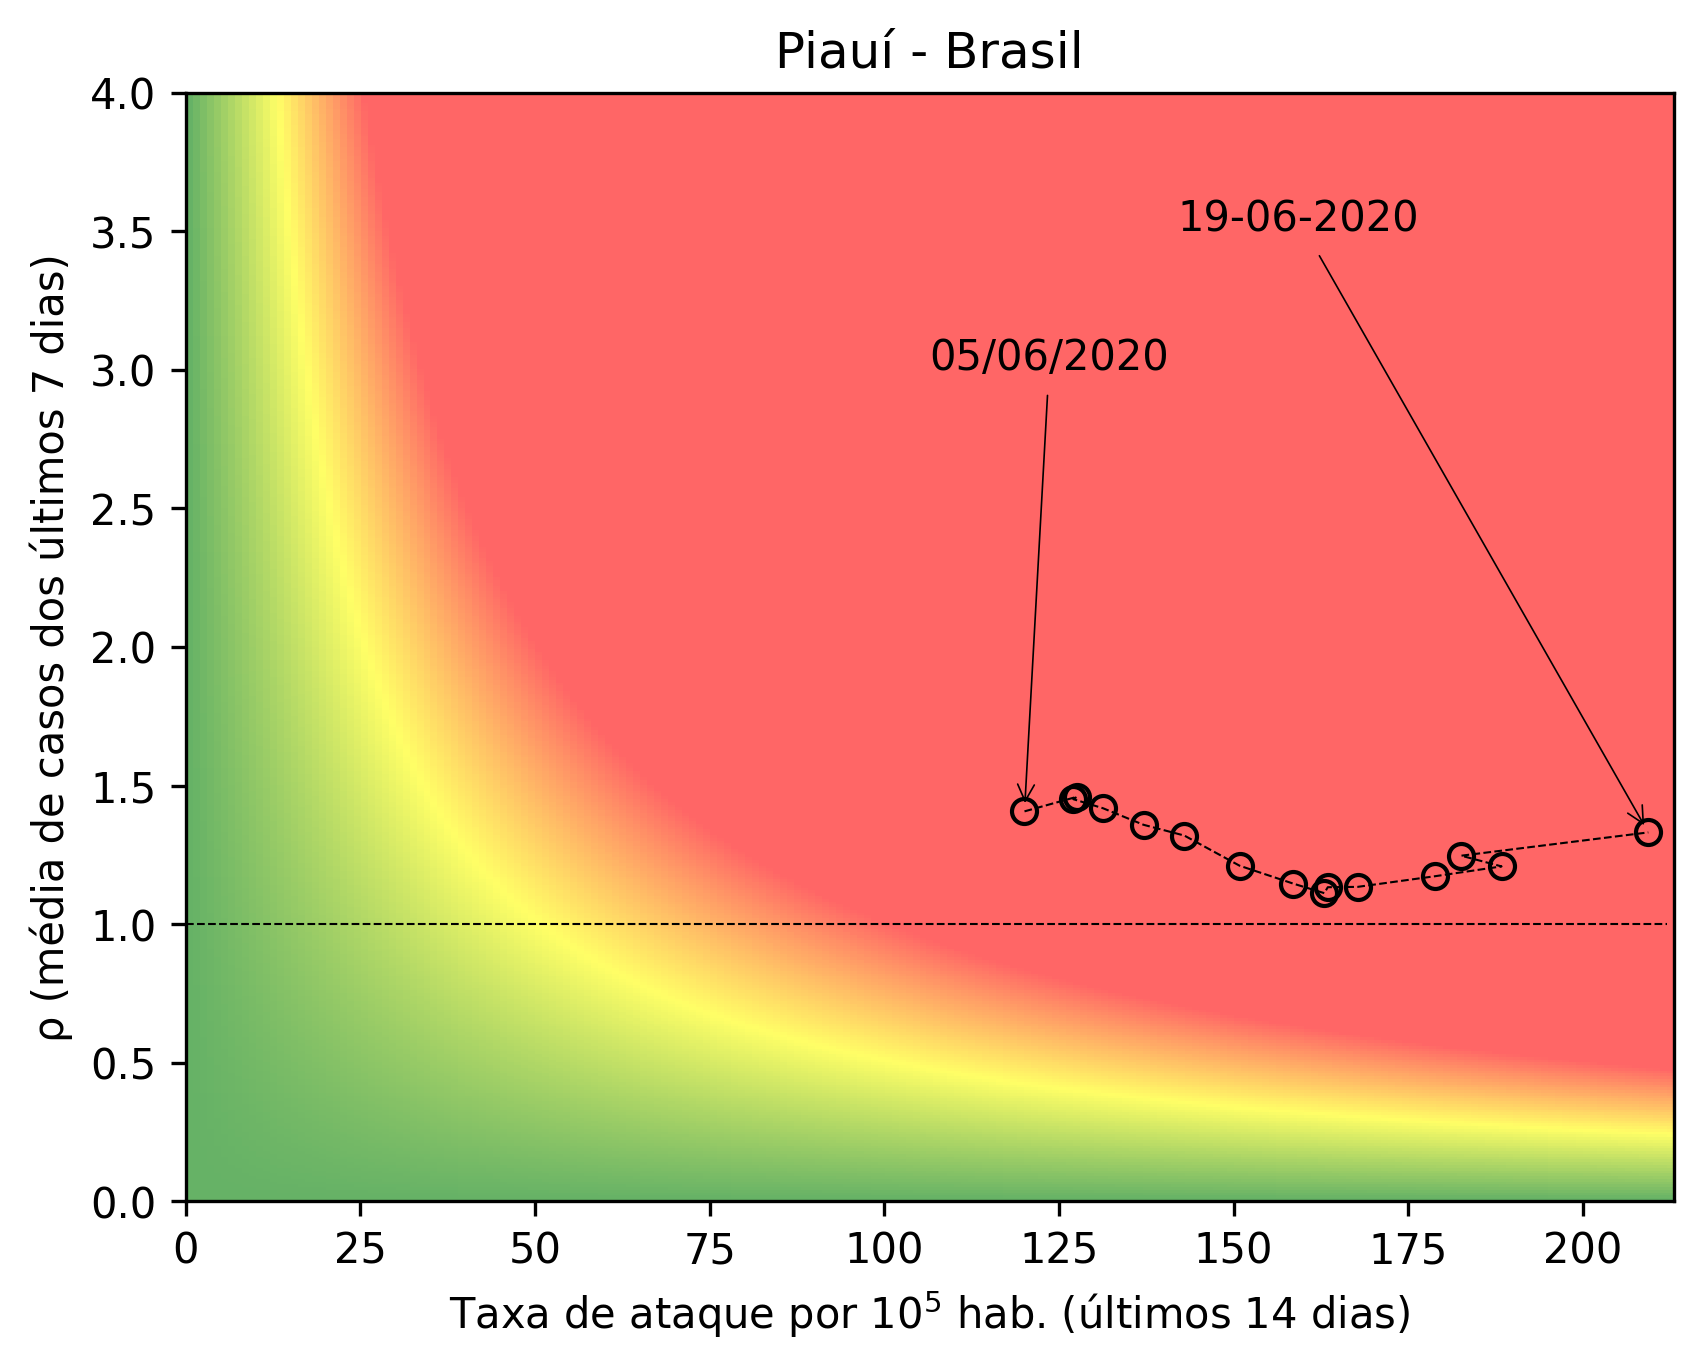 Piauí - Brasil
4.0
3.5
3.0
2.5
2.0
1.5
1.0
0.5
0.0
ρ (média de casos dos últimos 7 dias)
19-06-2020
05/06/2020
0 25 50 75 100 125 150 175 200
Taxa de ataque por 10⁵ hab. (últimos 14 dias)